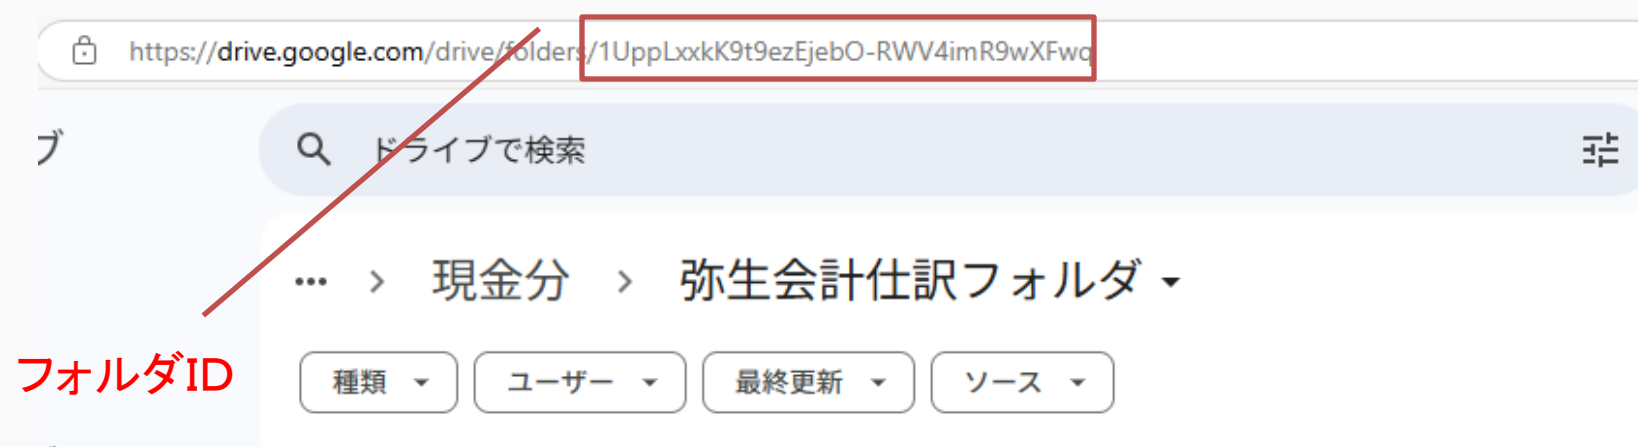 https://drive.google.com/drive/folders/1UppLxxkK9t9ezEjebO-RWV4imR9wXFwq
ブ
ドライブで検索
… > 現金分 > 弥生会計仕訳フォルダ
フォルダID
種類 ユーザー 最終更新 ソース